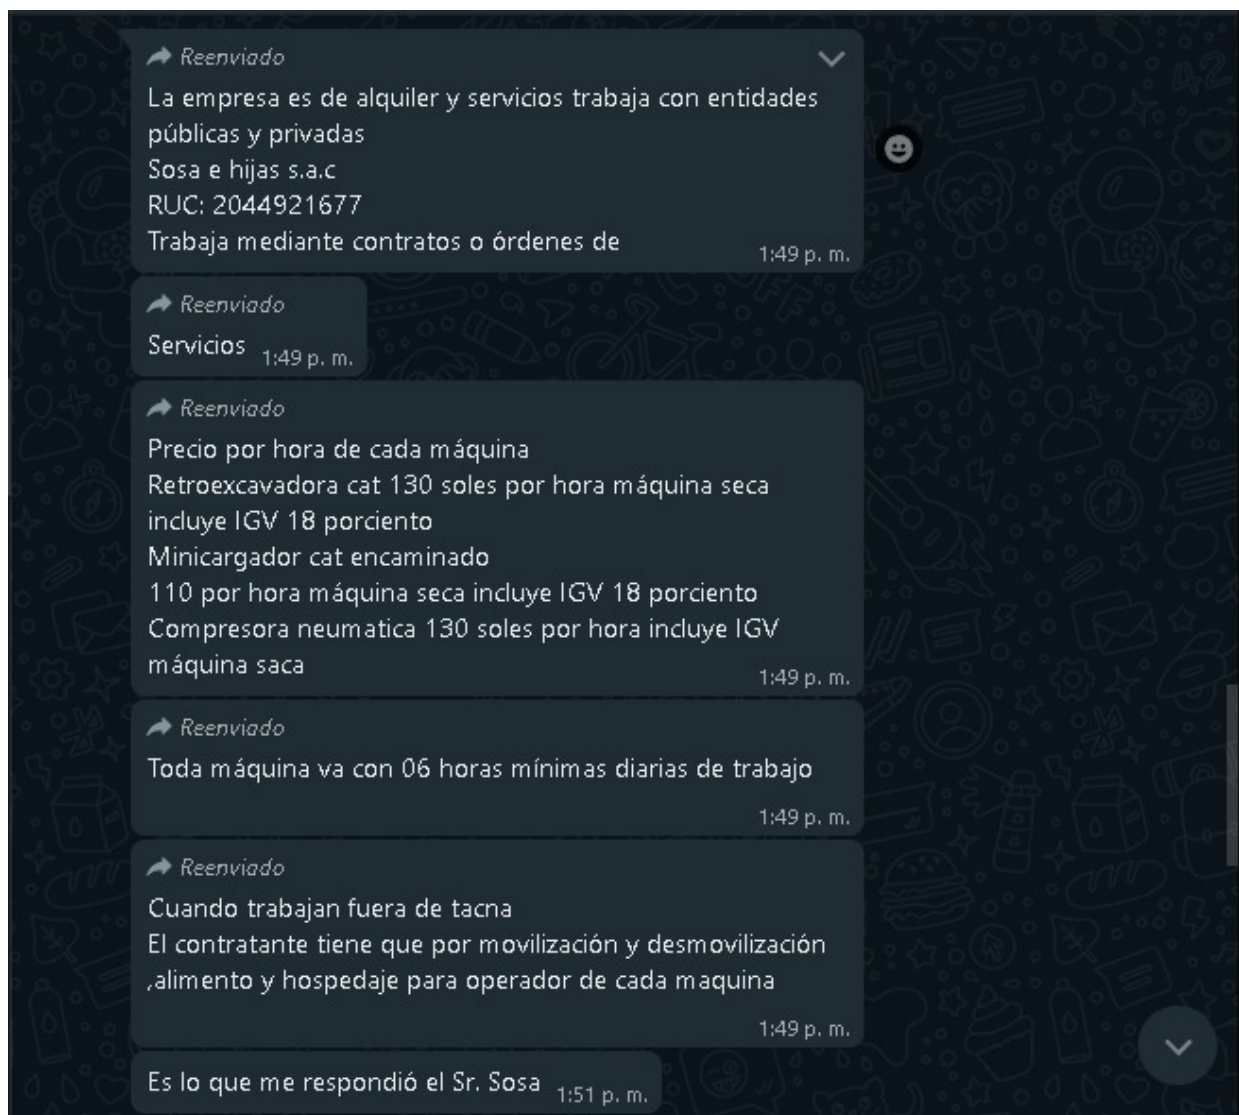 Reenviado
La empresa es de alquiler y servicios trabaja con entidades
públicas y privadas
Sosa e hijas s.a.c
RUC: 2044921677
Trabaja mediante contratos o órdenes de
1:49 p. m.
Reenviado
Servicios 1:49 p. m.
Reenviado
Precio por hora de cada máquina
Retroexcavadora cat 130 soles por hora máquina seca
incluye IGV 18 porciento
Minicargador cat encaminado
110 por hora máquina seca incluye IGV 18 porciento
Compresora neumatica 130 soles por hora incluye IGV
máquina saca
1:49 p. m.
Reenviado
Toda máquina va con 06 horas mínimas diarias de trabajo
1:49 p. m.
Reenviado
Cuando trabajan fuera de tacna
El contratante tiene que por movilización y desmovilización
,alimento y hospedaje para operador de cada maquina
1:49 p. m.
Es lo que me respondió el Sr. Sosa 1:51 p. m.